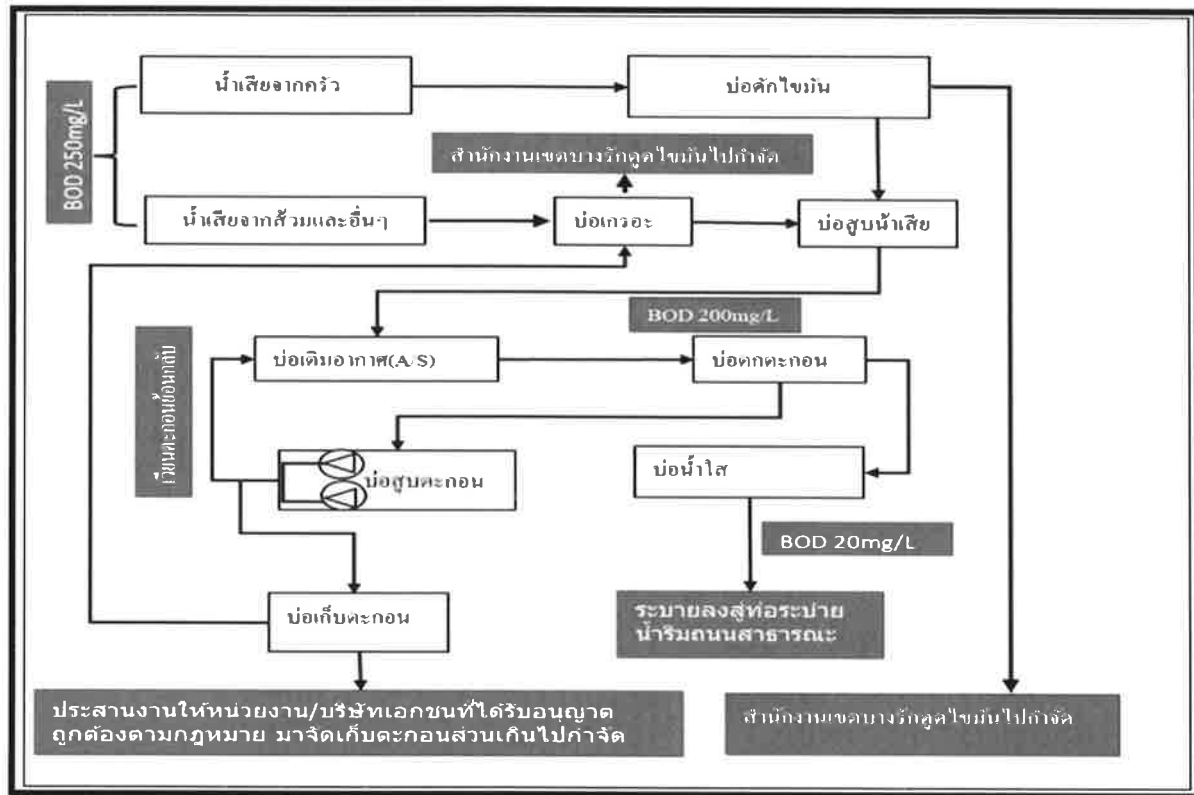 น้ำเสียจากครัว
บ่อดักไขมัน
BOD 250mg/L
สำนักงานเขตบางรักดูดไขมันไปกำจัด
น้ำเสียจากส้วมและอื่นๆ
บ่อเกรอะ
บ่อสูบน้ำเสีย
BOD 200mg/L
บ่อเติมอากาศ(A/S)
บ่อตกตะกอน
เวียนตะกอนย้อนกลับ
บ่อสูบตะกอน
บ่อน้ำใส
BOD 20mg/L
บ่อเก็บตะกอน
ระบายลงสู่ท่อระบาย
น้ำริมถนนสาธารณะ
ประสานงานให้หน่วยงาน/บริษัทเอกชนที่ได้รับอนุญาต
ถูกต้องตามกฎหมาย มาจัดเก็บตะกอนส่วนเกินไปกำจัด
สำนักงานเขตบางรักดูดไขมันไปกำจัด